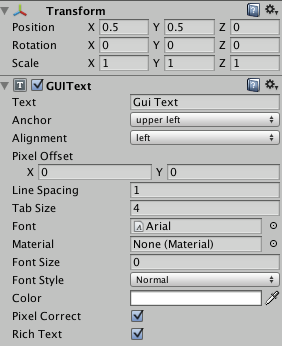 Transform
Position X 0.5 Y 0.5 Z 0
Rotation X 0 Y 0 Z 0
Scale X 1 Y 1 Z 1
GUIText
Text Gui Text
Anchor upper left
Alignment left
Pixel Offset
X 0 Y 0
Line Spacing 1
Tab Size 4
Font Arial
Material None (Material)
Font Size 0
Font Style Normal
Color
Pixel Correct
Rich Text